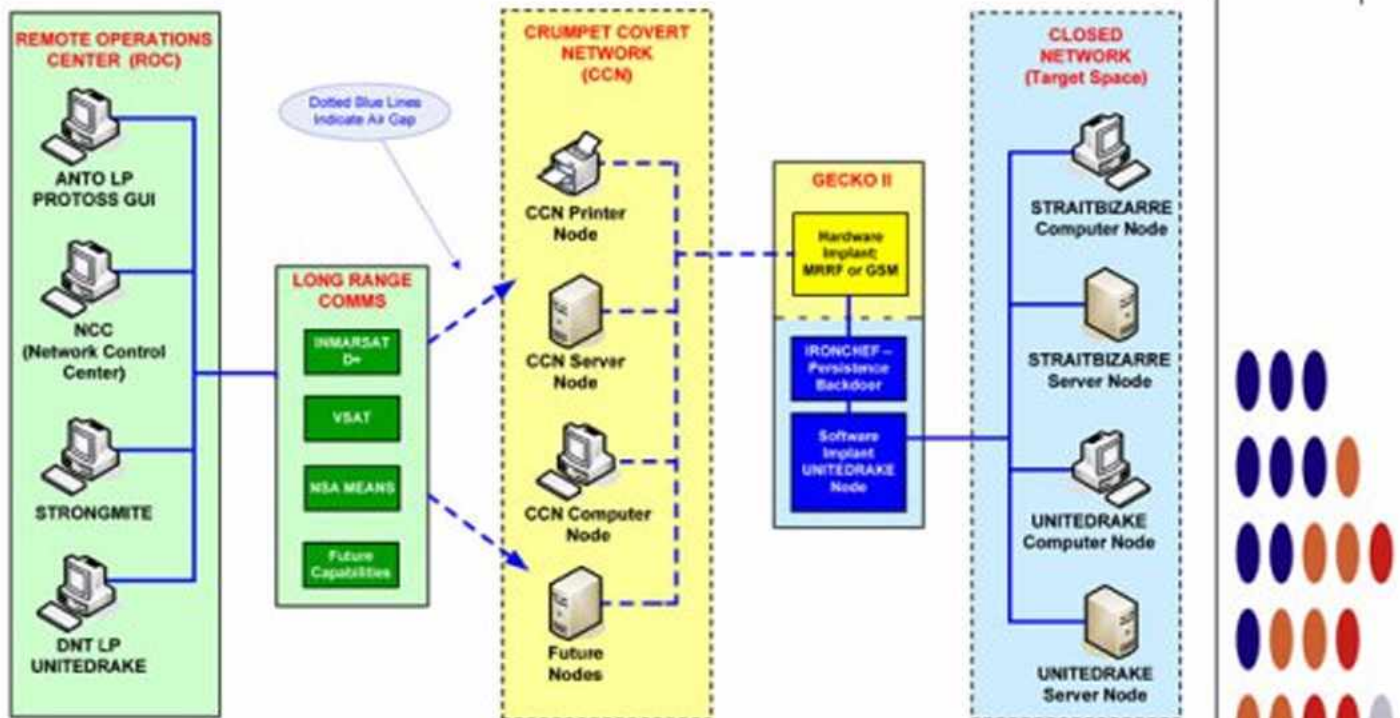 REMOTE OPERATIONS
CENTER (ROC)
ANTO LP
PROTOSS GUI
NCC
(Network Control
Center)
STRONGMITE
DNT LP
UNITEDRAKE
Dotted Blue Lines
Indicate Air Gap
LONG RANGE
COMMS
INMARSAT
D+
VSAT
NSA MEANS
Future
Capabilities
CRUMPET COVERT
NETWORK
(CCN)
CCN Printer
Node
CCN Server
Node
CCN Computer
Node
Future
Nodes
GECKO II
Hardware
Implant;
MRRF or GSM
IRONCHEF –
Persistence
Backdoor
Software
Implant
UNITEDRAKE
Node
CLOSED
NETWORK
(Target Space)
STRAITBIZARRE
Computer Node
STRAITBIZARRE
Server Node
UNITEDRAKE
Computer Node
UNITEDRAKE
Server Node